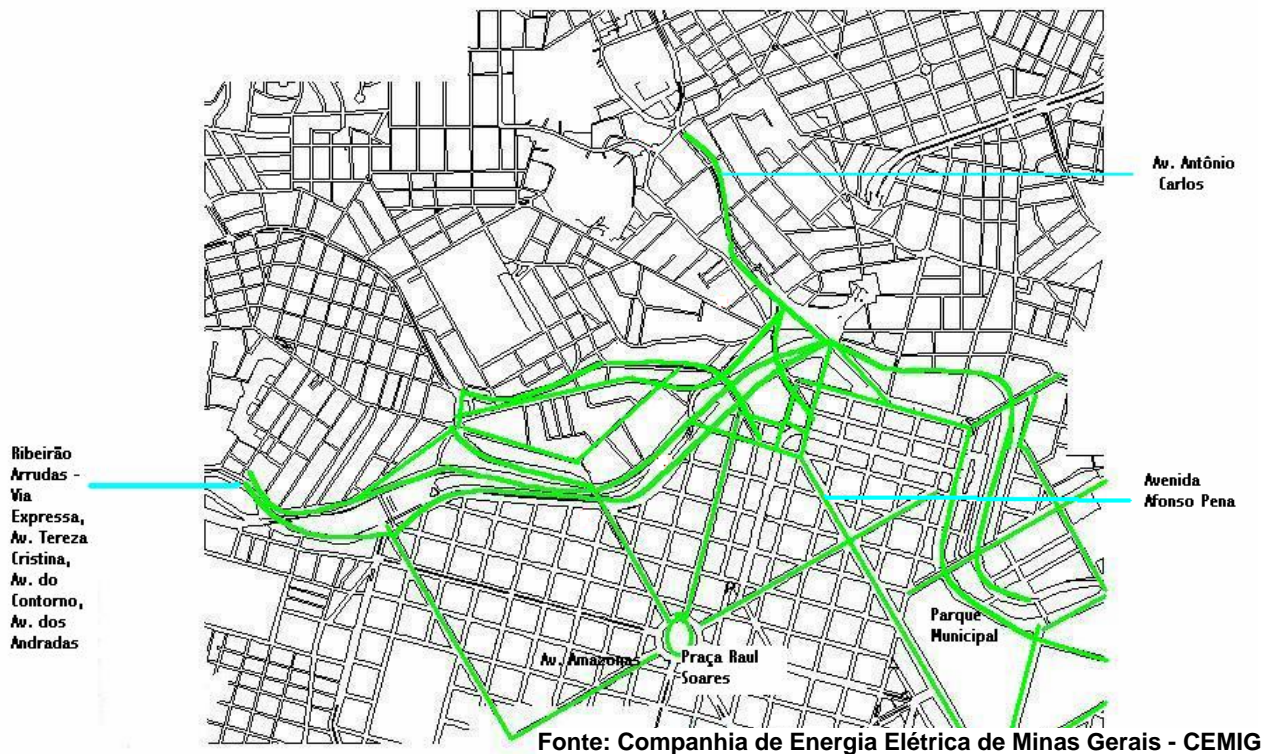 Av. Antônio
Carlos
Ribeirão
Arrudas -
Via
Expressa,
Av. Tereza
Cristina,
Av. do
Contorno,
Av. dos
Andradas
Avenida
Afonso Pena
Parque
Municipal
Av. Amazonas
Praça Raul
Soares
Fonte: Companhia de Energia Elétrica de Minas Gerais - CEMIG